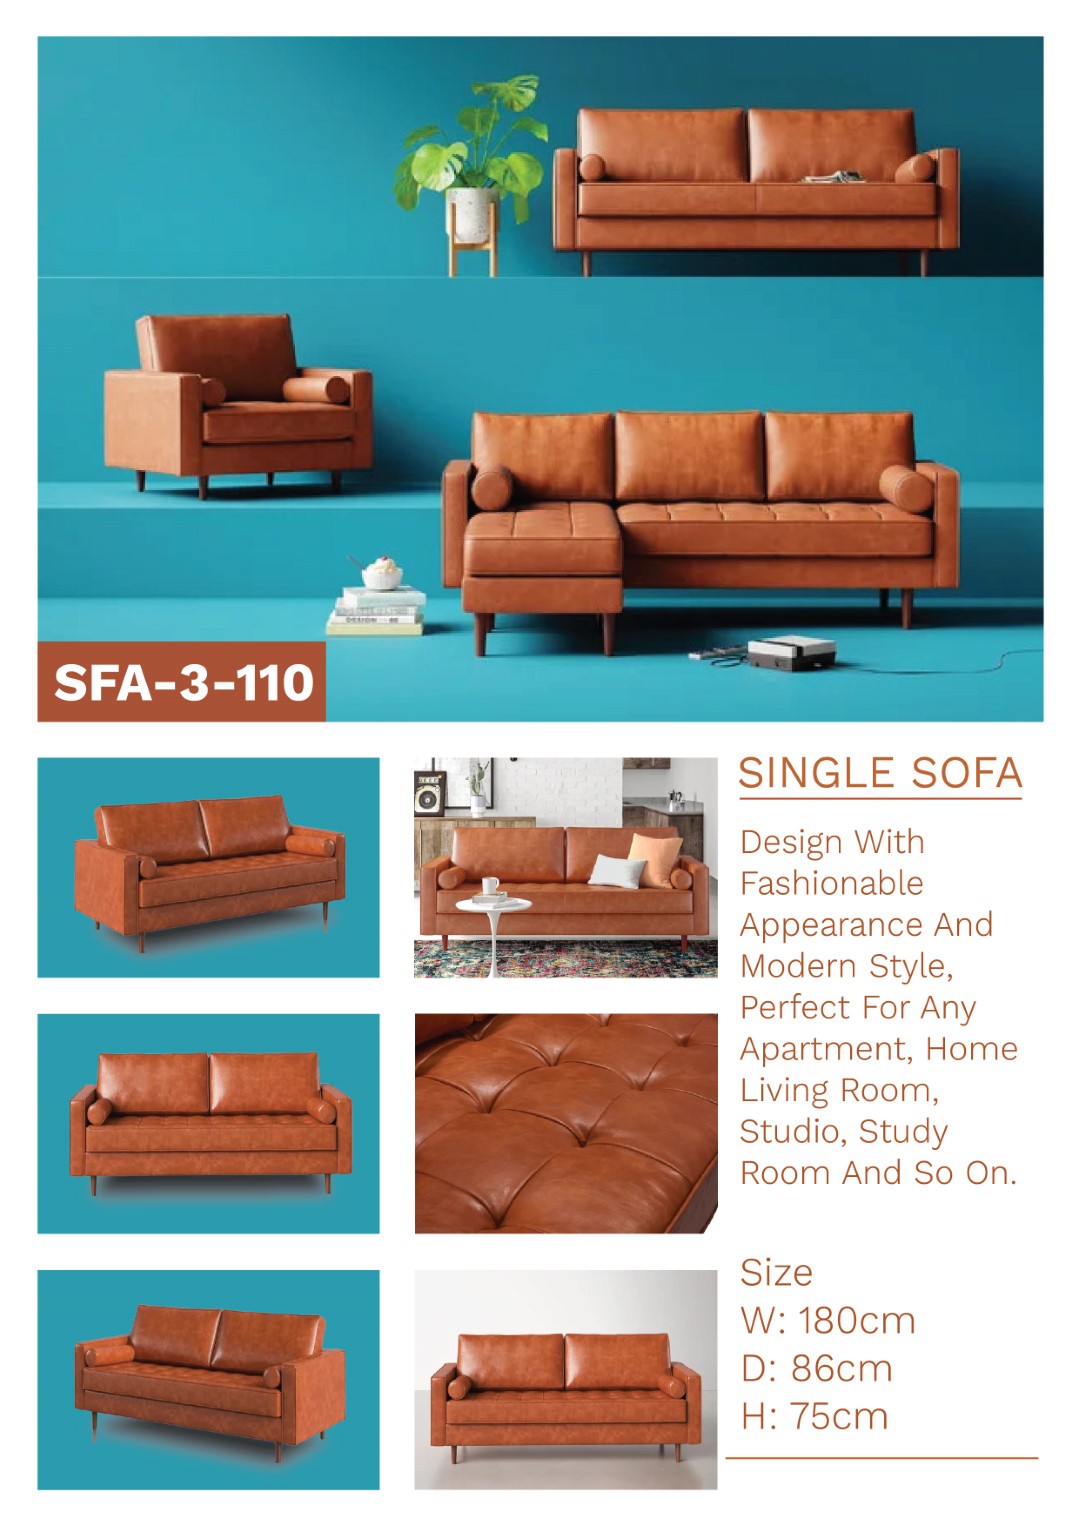 SFA-3-110
SINGLE SOFA
Design With
Fashionable
Appearance And
Modern Style,
Perfect For Any
Apartment, Home
Living Room,
Studio, Study
Room And So On.
Size
W: 180cm
D: 86cm
H: 75cm